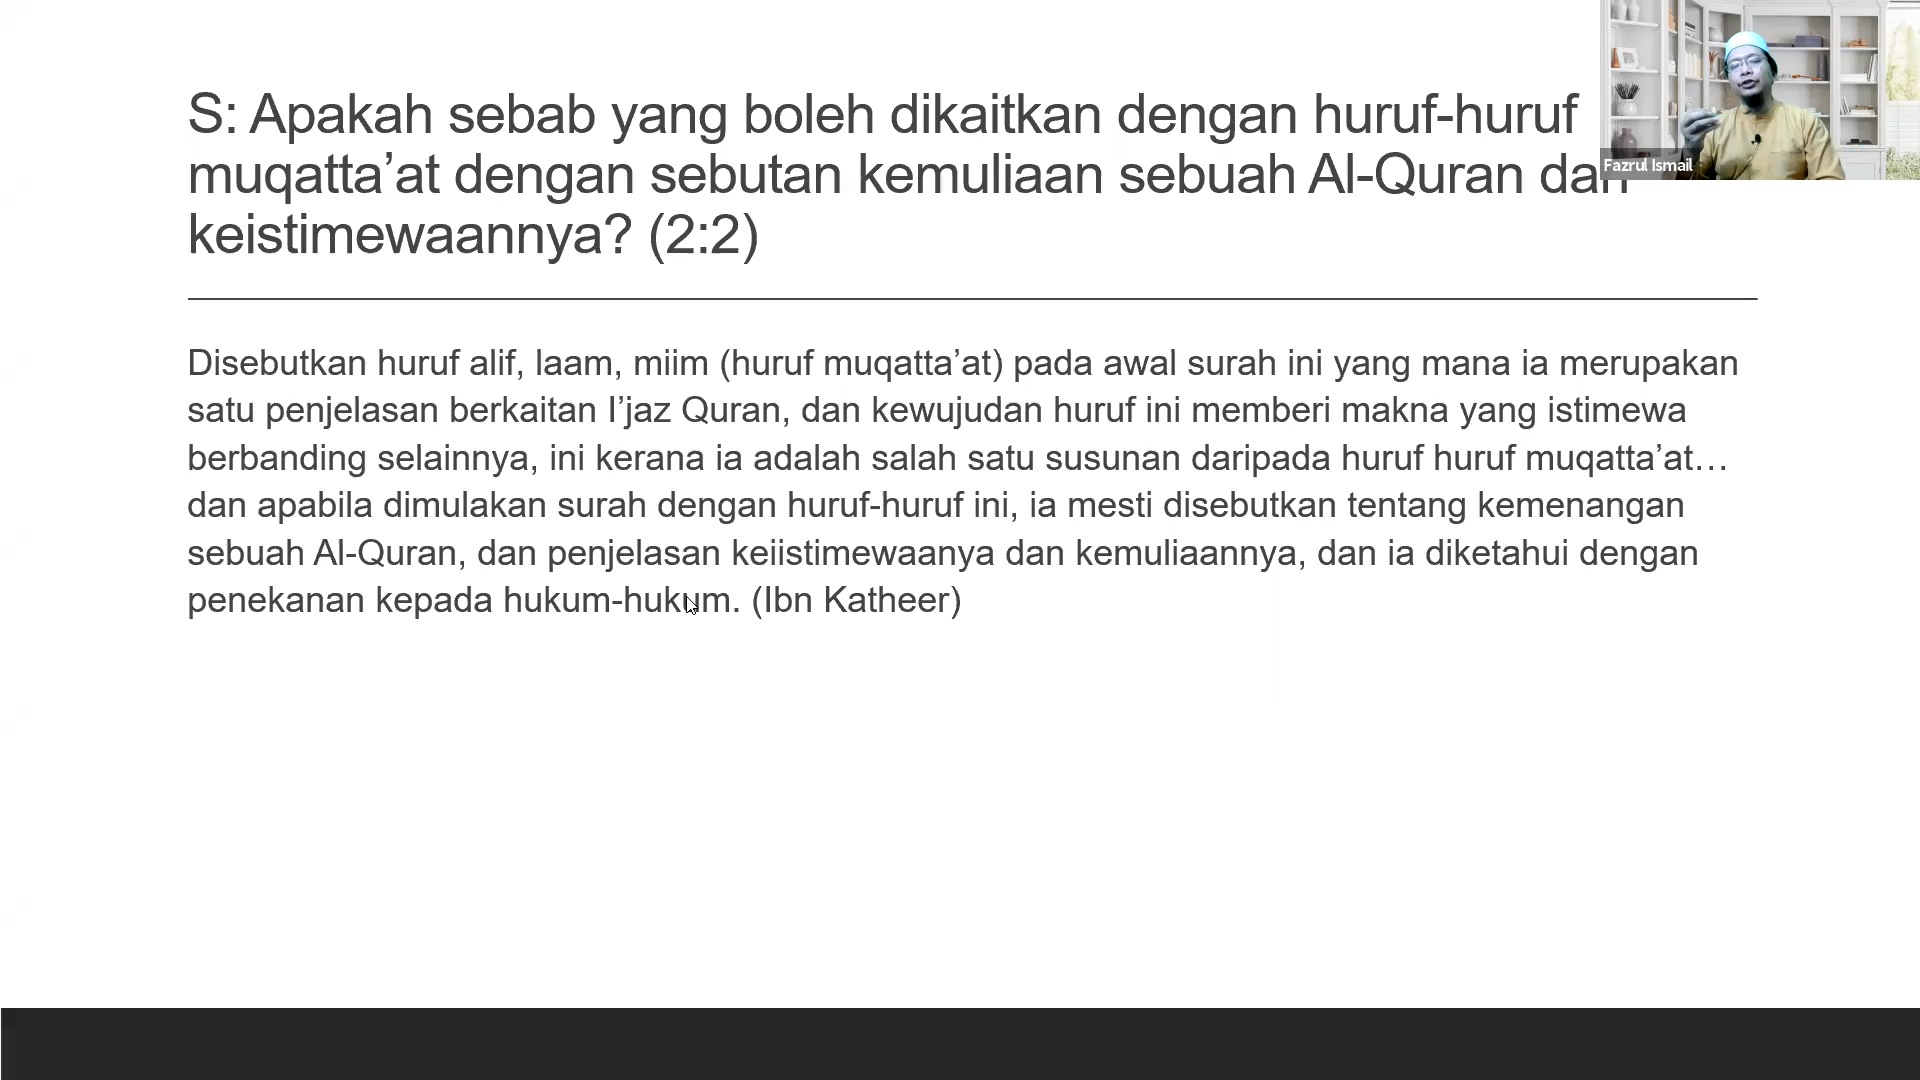 S: Apakah sebab yang boleh dikaitkan dengan huruf-huruf
muqatta’at dengan sebutan kemuliaan sebuah Al-Quran dan
keistimewaannya? (2:2)
Fazrul Ismail
Disebutkan huruf alif, laam, miim (huruf muqatta’at) pada awal surah ini yang mana ia merupakan
satu penjelasan berkaitan I’jaz Quran, dan kewujudan huruf ini memberi makna yang istimewa
berbanding selainnya, ini kerana ia adalah salah satu susunan daripada huruf huruf muqatta’at…
dan apabila dimulakan surah dengan huruf-huruf ini, ia mesti disebutkan tentang kemenangan
sebuah Al-Quran, dan penjelasan keiistimewaanya dan kemuliaannya, dan ia diketahui dengan
penekanan kepada hukum-hukum. (Ibn Katheer)